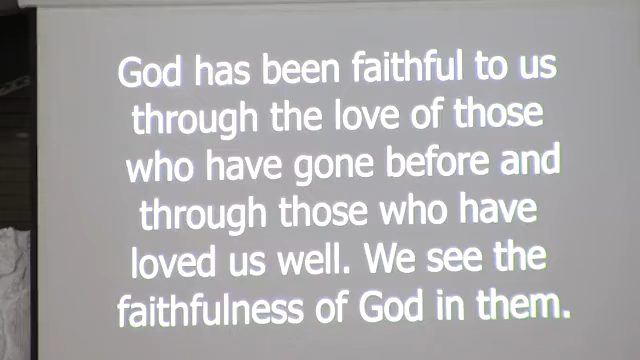 God has been faithful to us
through the love of those
who have gone before and
through those who have
loved us well. We see the
faithfulness of God in them.